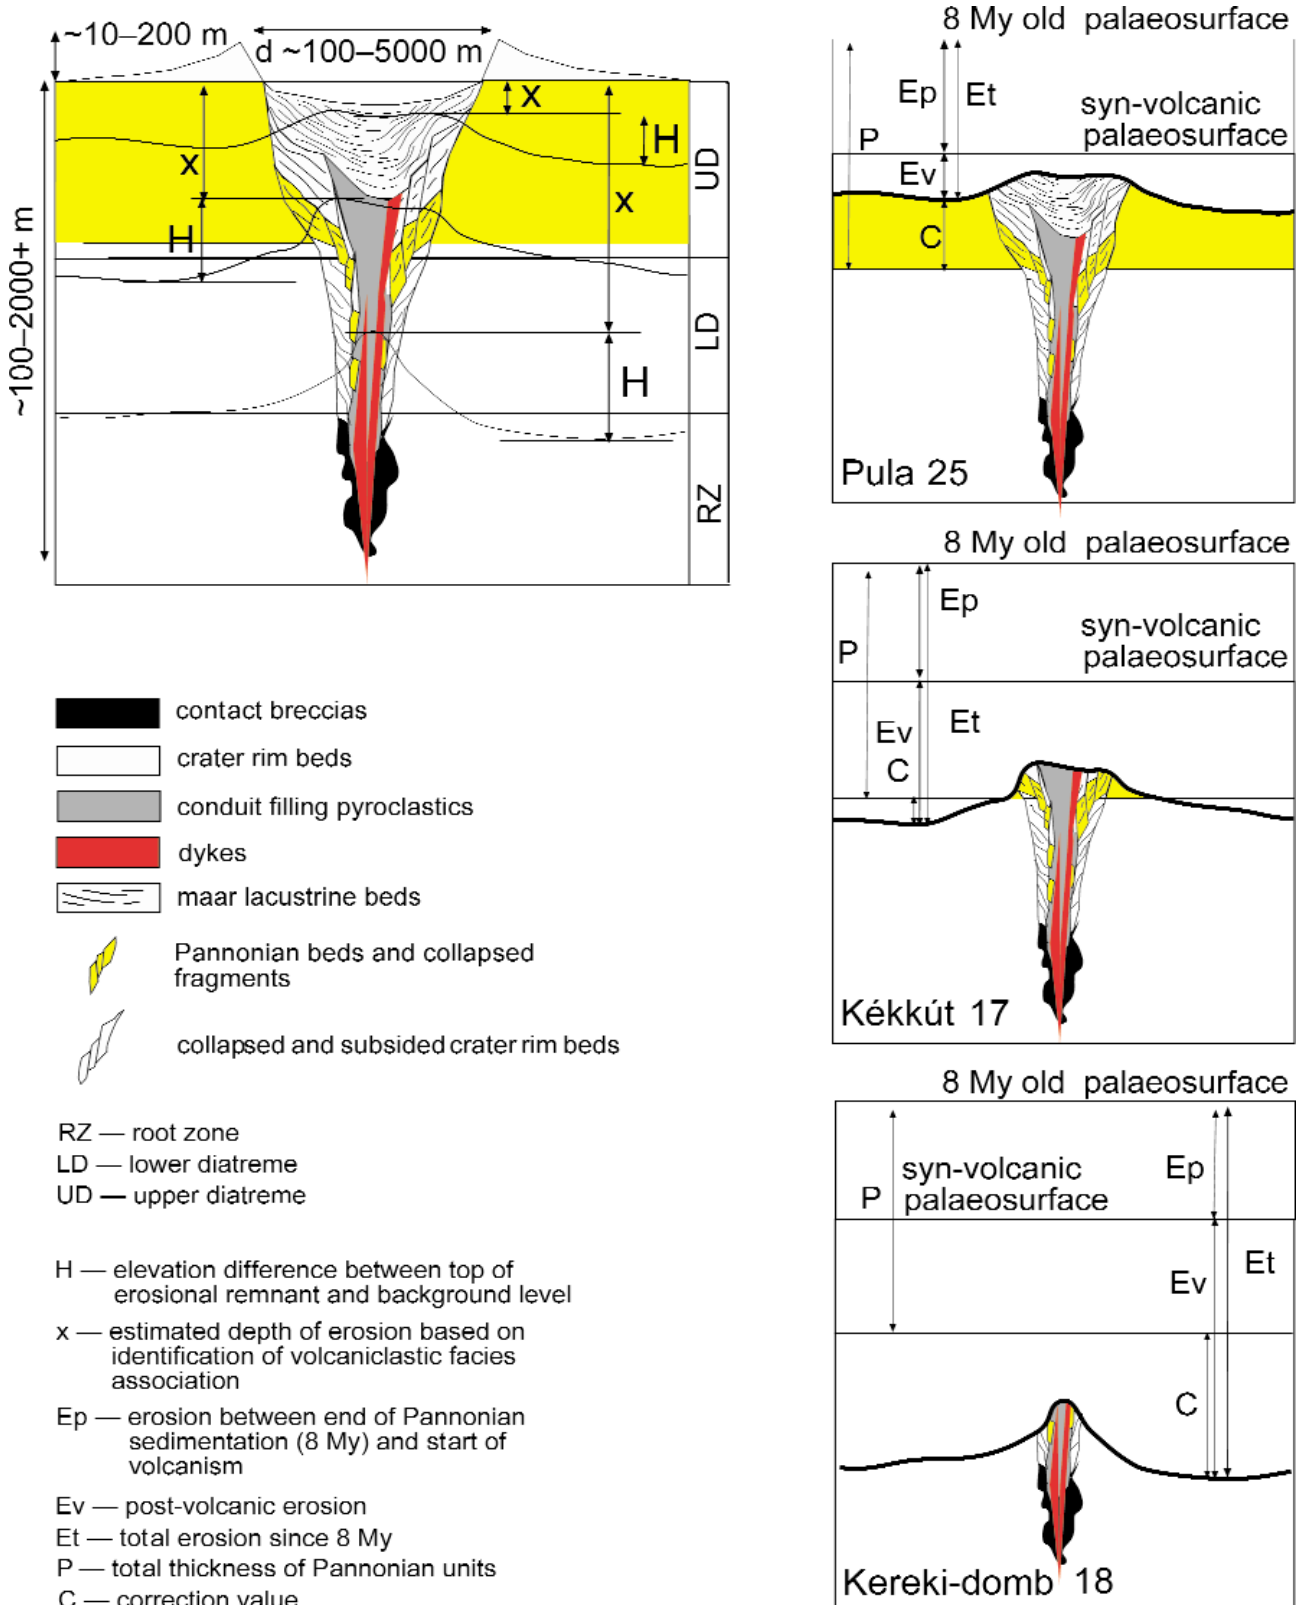 ~10–200 m
d ~100–5000 m
x
H
x
x
H
H
UD
LD
RZ
~100–2000+ m
contact breccias
crater rim beds
conduit filling pyroclastics
dykes
maar lacustrine beds
Pannonian beds and collapsed
fragments
collapsed and subsided crater rim beds
RZ — root zone
LD — lower diatreme
UD — upper diatreme
H — elevation difference between top of
erosional remnant and background level
x — estimated depth of erosion based on
identification of volcaniclastic facies
association
Ep — erosion between end of Pannonian
sedimentation (8 My) and start of
volcanism
Ev — post-volcanic erosion
Et — total erosion since 8 My
P — total thickness of Pannonian units
C — correction value
8 My old palaeosurface
Ep
Et
syn-volcanic
palaeosurface
P
Ev
C
Pula 25
8 My old palaeosurface
Ep
syn-volcanic
palaeosurface
P
Ev
Et
C
Kékkút 17
8 My old palaeosurface
syn-volcanic
palaeosurface
Ep
P
Ev
Et
C
Kereki-domb 18